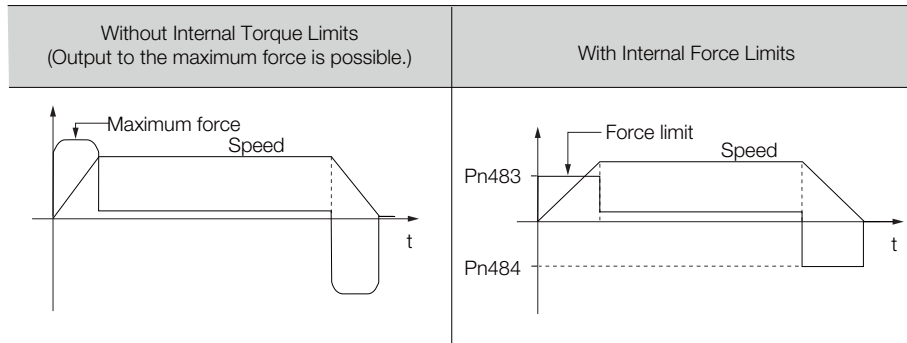 Without Internal Torque Limits
(Output to the maximum force is possible.)
With Internal Force Limits
Maximum force
Speed
t
Force limit
Speed
Pn483
t
Pn484